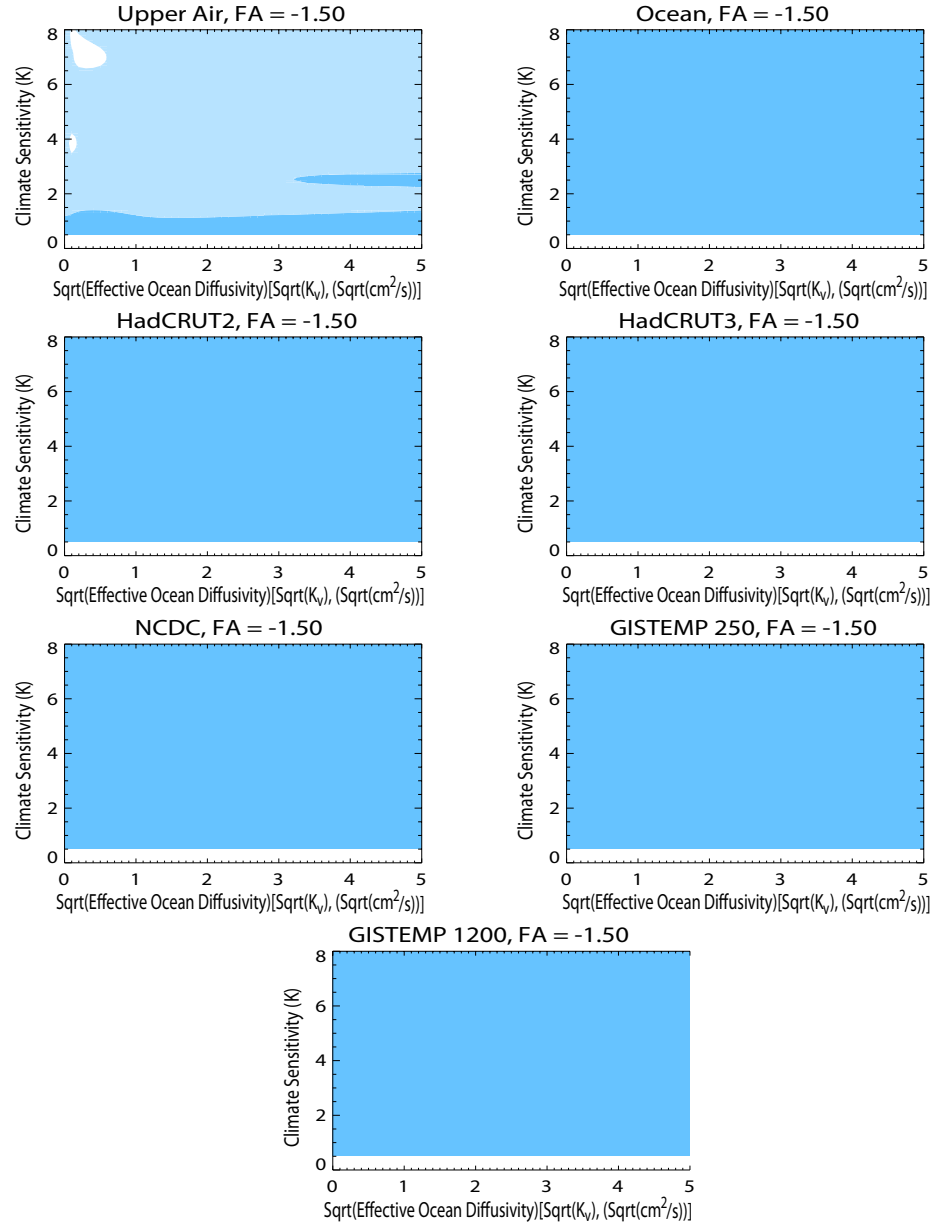 Upper Air, FA = -1.50
Climate Sensitivity (K)
8
6
4
2
0
0 1 2 3 4 5
Sqrt(Effective Ocean Diffusivity)[Sqrt(Kv), (Sqrt(cm²/s))]
Ocean, FA = -1.50
Climate Sensitivity (K)
8
6
4
2
0
0 1 2 3 4 5
Sqrt(Effective Ocean Diffusivity)[Sqrt(Kv), (Sqrt(cm²/s))]
HadCRUT2, FA = -1.50
Climate Sensitivity (K)
8
6
4
2
0
0 1 2 3 4 5
Sqrt(Effective Ocean Diffusivity)[Sqrt(Kv), (Sqrt(cm²/s))]
HadCRUT3, FA = -1.50
Climate Sensitivity (K)
8
6
4
2
0
0 1 2 3 4 5
Sqrt(Effective Ocean Diffusivity)[Sqrt(Kv), (Sqrt(cm²/s))]
NCDC, FA = -1.50
Climate Sensitivity (K)
8
6
4
2
0
0 1 2 3 4 5
Sqrt(Effective Ocean Diffusivity)[Sqrt(Kv), (Sqrt(cm²/s))]
GISTEMP 250, FA = -1.50
Climate Sensitivity (K)
8
6
4
2
0
0 1 2 3 4 5
Sqrt(Effective Ocean Diffusivity)[Sqrt(Kv), (Sqrt(cm²/s))]
GISTEMP 1200, FA = -1.50
Climate Sensitivity (K)
8
6
4
2
0
0 1 2 3 4 5
Sqrt(Effective Ocean Diffusivity)[Sqrt(Kv), (Sqrt(cm²/s))]